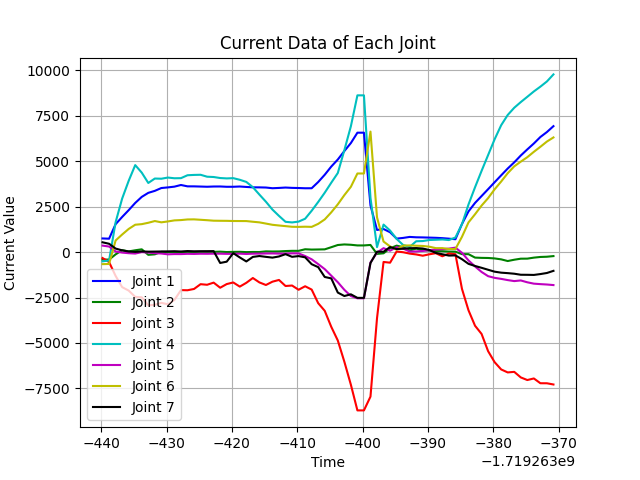 Current Data of Each Joint
10000
7500
5000
2500
0
−2500
−5000
−7500
Current Value
Joint 1
Joint 2
Joint 3
Joint 4
Joint 5
Joint 6
Joint 7
−440 −430 −420 −410 −400 −390 −380 −370
Time
−1.719263e9